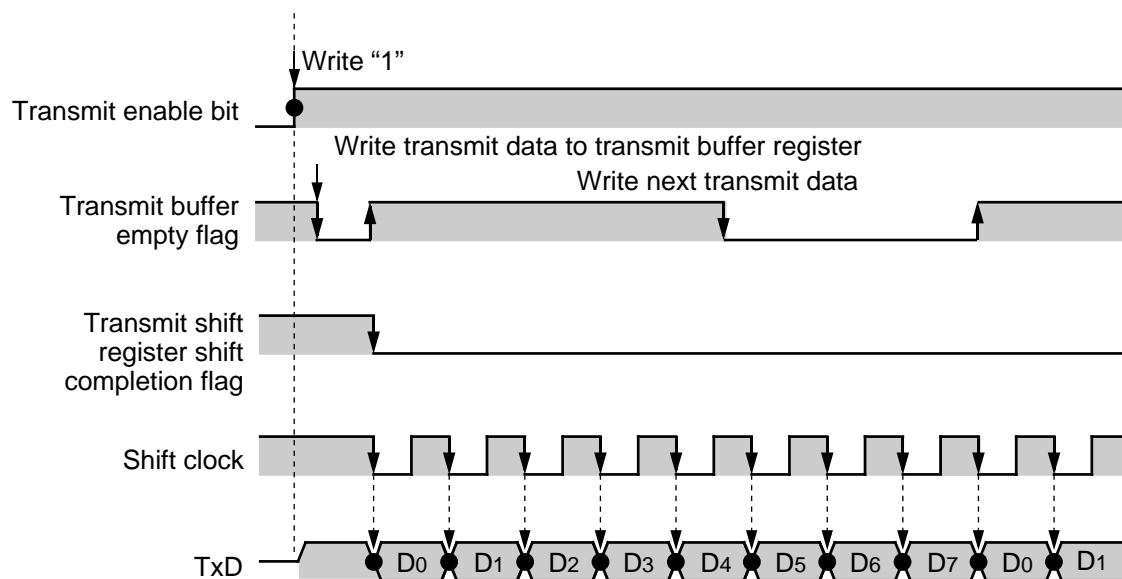 Write “1”
Transmit enable bit
Write transmit data to transmit buffer register
Write next transmit data
Transmit buffer
empty flag
Transmit shift
register shift
completion flag
Shift clock
TxD D0 D1 D2 D3 D4 D5 D6 D7 D0 D1